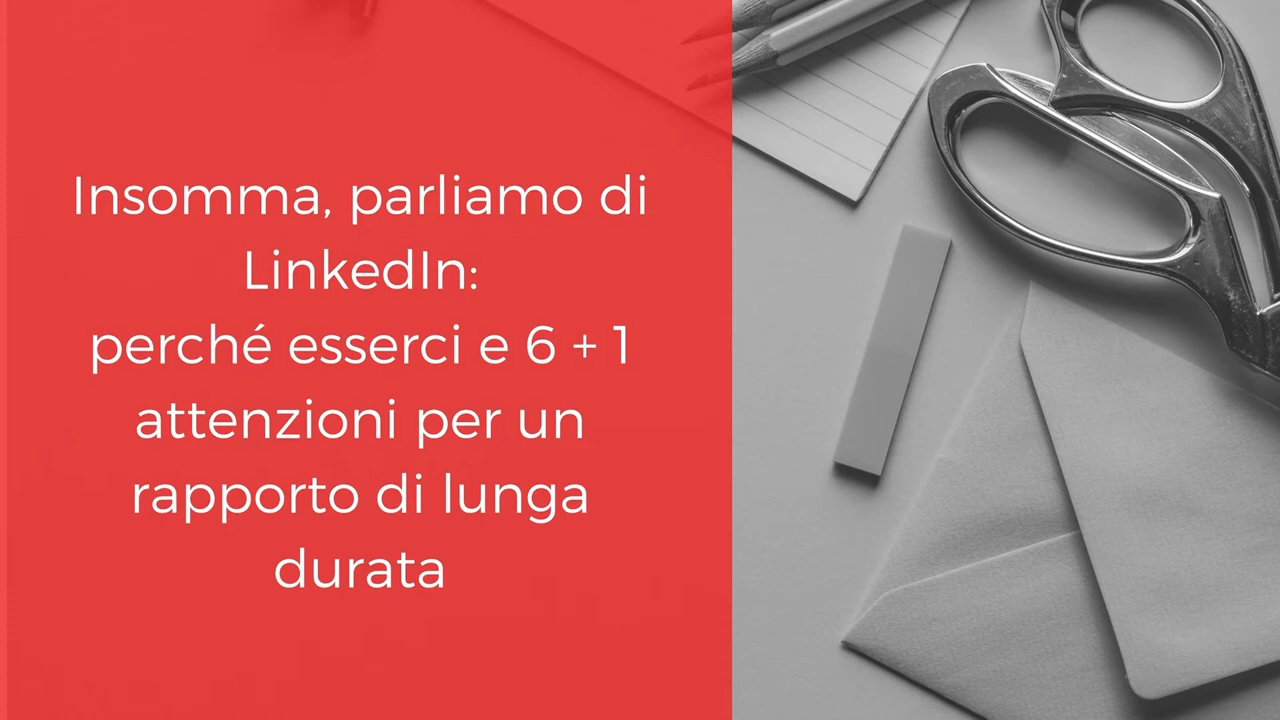 Insomma, parliamo di
LinkedIn:
perché esserci e 6 + 1
attenzioni per un
rapporto di lunga
durata